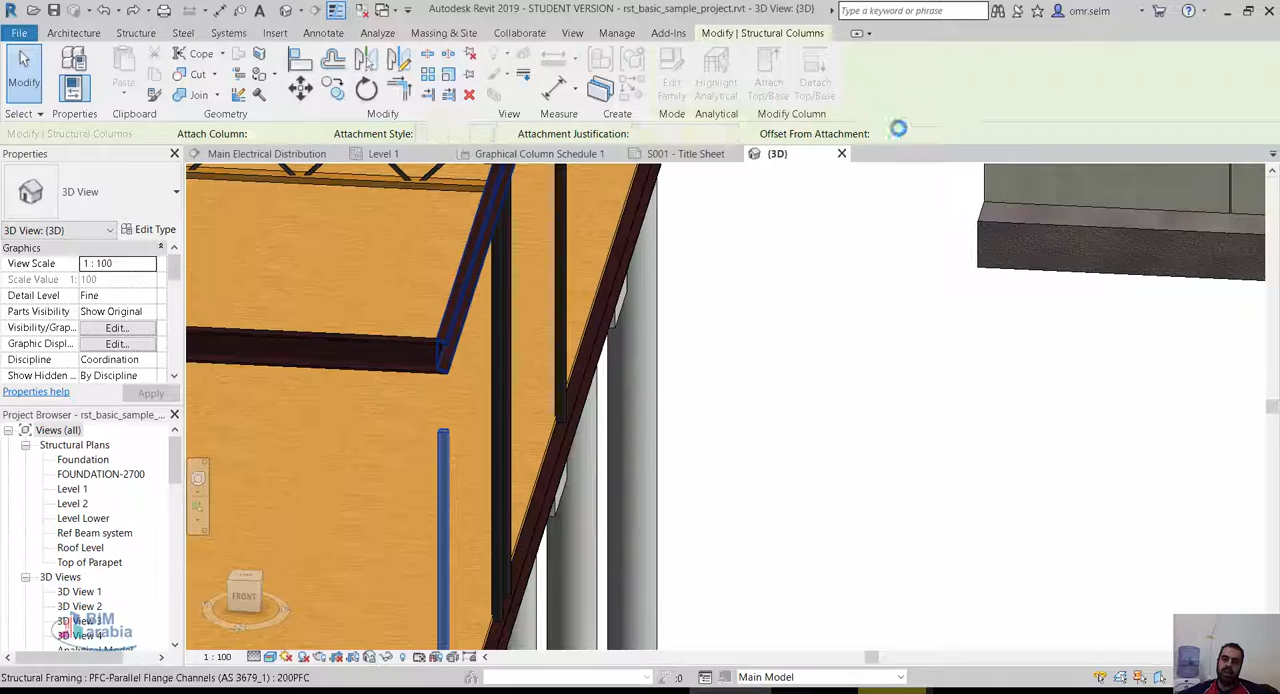 Autodesk Revit 2019 - STUDENT VERSION - rst_basic_sample_project.rvt - 3D View: {3D}
Type a keyword or phrase
omr.selm
File Architecture Structure Steel Systems Insert Annotate Analyze Massing & Site Collaborate View Manage Add-Ins Modify | Structural Columns
Modify Paste Cope Cut Join Edit Family Highlight Analytical Attach Top/Base Detach Top/Base
Select Properties Clipboard Geometry Modify View Measure Create Mode Analytical Modify Column
Modify | Structural Columns Attach Column: Attachment Style: Attachment Justification: Offset From Attachment:
Properties
Main Electrical Distribution Level 1 Graphical Column Schedule 1 S001 - Title Sheet {3D}
3D View
3D View: {3D} Edit Type
Graphics
View Scale 1 : 100
Scale Value 1: 100
Detail Level Fine
Parts Visibility Show Original
Visibility/Grap... Edit...
Graphic Displ... Edit...
Discipline Coordination
Show Hidden ... By Discipline
Properties help Apply
Project Browser - rst_basic_sample_...
Views (all)
Structural Plans
Foundation
FOUNDATION-2700
Level 1
Level 2
Level Lower
Ref Beam system
Roof Level
Top of Parapet
3D Views
3D View 1
3D View 2
3D View 3
3D View 4
BIM
arabia
FRONT
1 : 100
Structural Framing : PFC-Parallel Flange Channels (AS 3679_1) : 200PFC
:0
Main Model